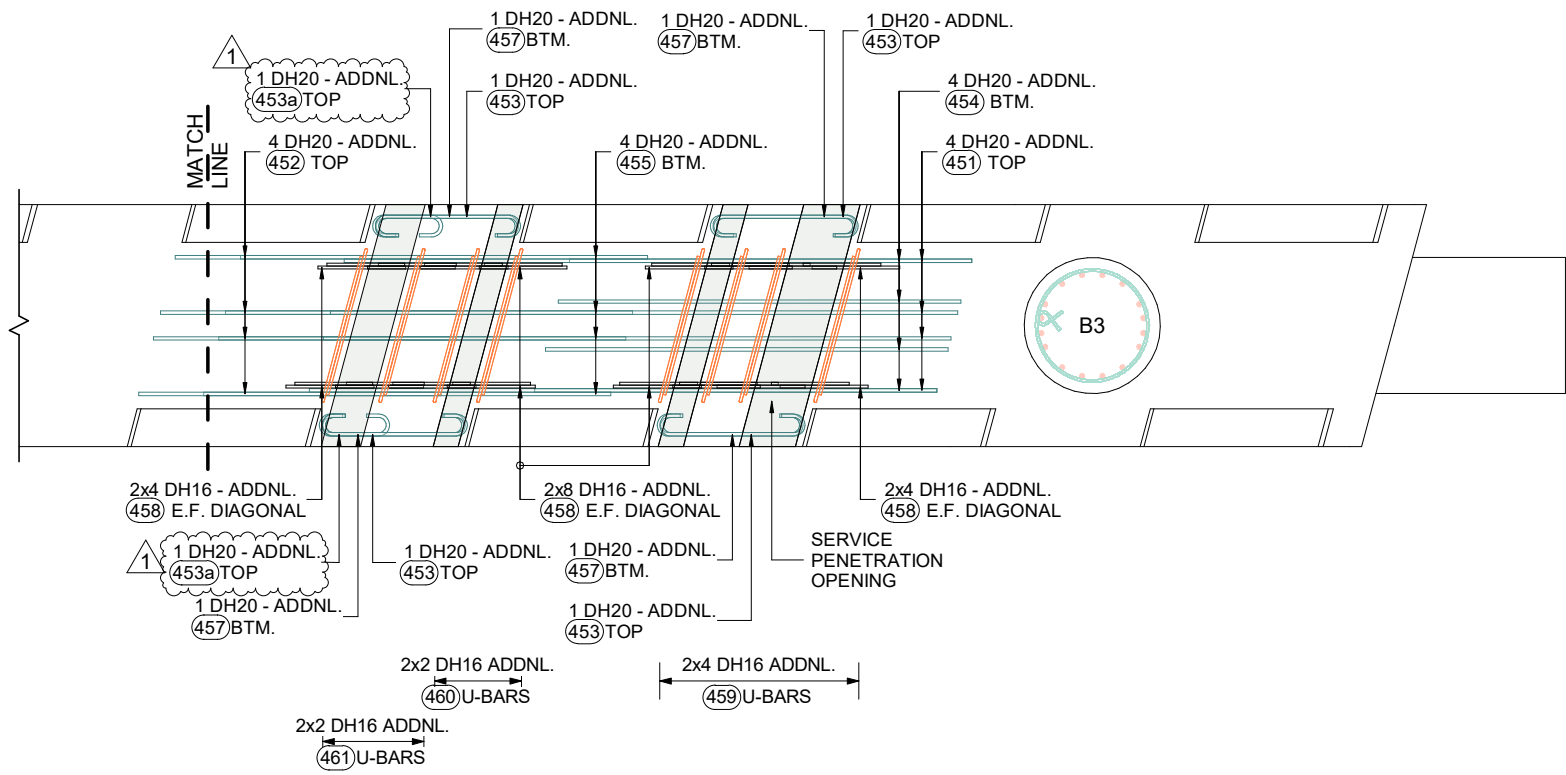 1 DH20 - ADDNL.
457 BTM.
1 DH20 - ADDNL.
457 BTM.
1 DH20 - ADDNL.
453 TOP
1
1 DH20 - ADDNL.
453a TOP
1 DH20 - ADDNL.
453 TOP
4 DH20 - ADDNL.
454 BTM.
MATCH
LINE
4 DH20 - ADDNL.
452 TOP
4 DH20 - ADDNL.
455 BTM.
4 DH20 - ADDNL.
451 TOP
B3
2x4 DH16 - ADDNL.
458 E.F. DIAGONAL
2x8 DH16 - ADDNL.
458 E.F. DIAGONAL
2x4 DH16 - ADDNL.
458 E.F. DIAGONAL
1
1 DH20 - ADDNL.
453a TOP
1 DH20 - ADDNL.
453 TOP
1 DH20 - ADDNL.
457 BTM.
SERVICE
PENETRATION
OPENING
1 DH20 - ADDNL.
457 BTM.
1 DH20 - ADDNL.
453 TOP
2x2 DH16 ADDNL.
460 U-BARS
2x4 DH16 ADDNL.
459 U-BARS
2x2 DH16 ADDNL.
461 U-BARS